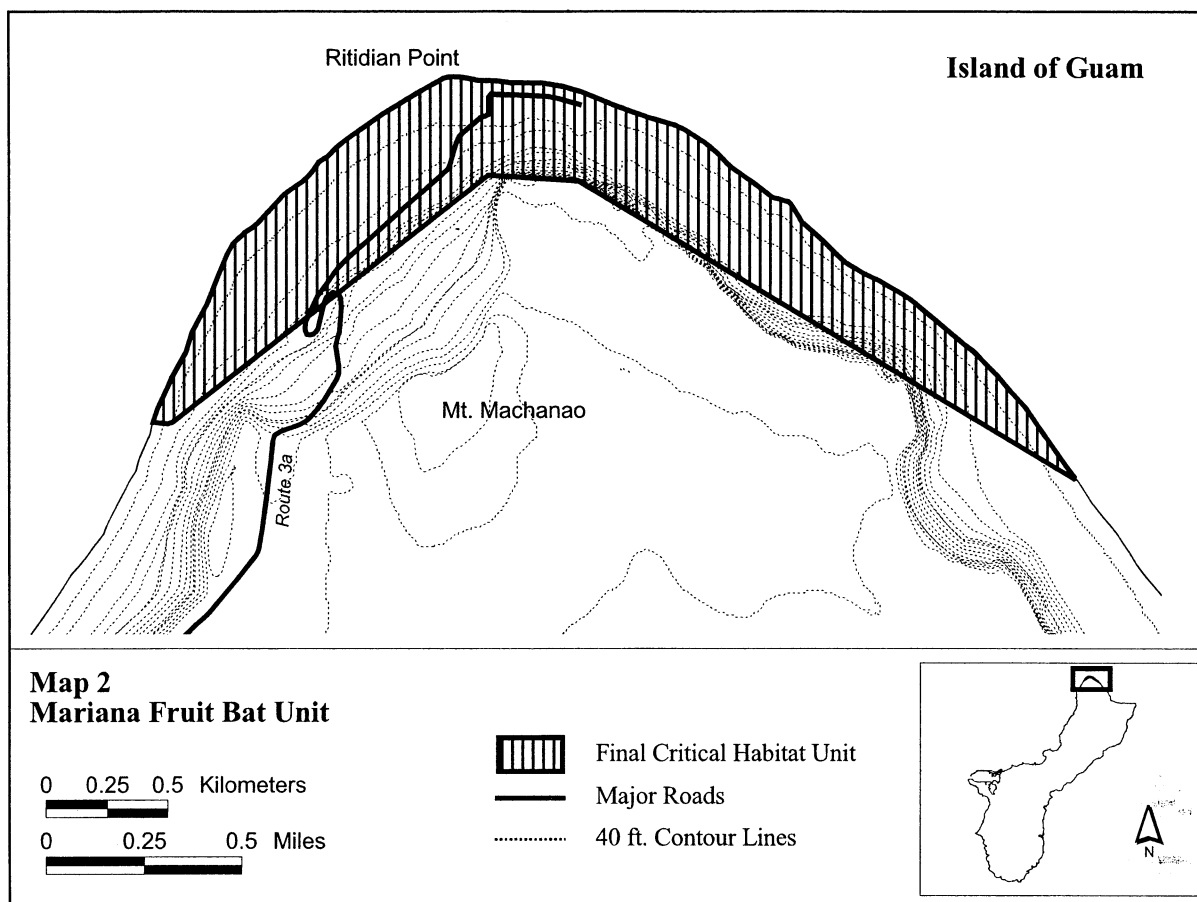 Ritidian Point
Island of Guam
Mt. Machanao
Route 3a
Map 2
Mariana Fruit Bat Unit
0 0.25 0.5 Kilometers
0 0.25 0.5 Miles
Final Critical Habitat Unit
Major Roads
40 ft. Contour Lines
N